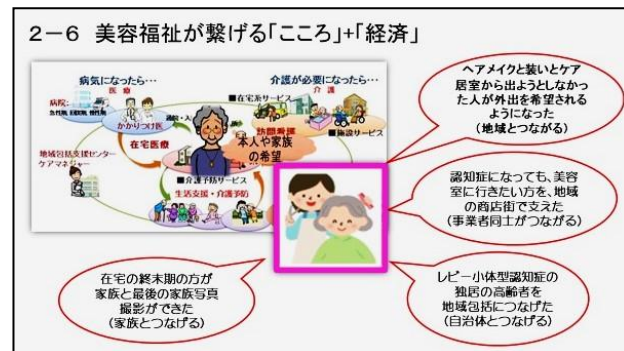 2－6 美容福祉が繋げる「こころ」+「経済」
病気になったら…
医療
介護が必要になったら…
介護
病院:
■在宅系サービス
かかりつけ医
訪問看護
■施設サービス
在宅医療
本人や家族
の希望
地域包括支援センター
ケアマネジャー
■介護予防サービス
生活支援・介護予防
ヘアメイクと装いとケア
居室から出ようとしなかっ
た人が外出を希望される
ようになった
(地域とつながる)
認知症になっても、美容
室に行きたい方を、地域
の商店街で支えた
(事業者同士がつながる)
在宅の終末期の方が
家族と最後の家族写真
撮影ができた
(家族とつなげる)
レビー小体型認知症の
独居の高齢者を
地域包括につなげた
(自治体とつなげる)